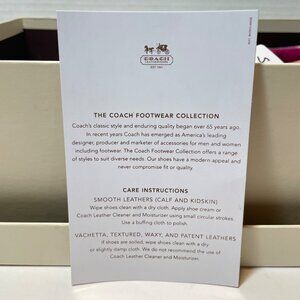 COACH
EST. 1941
THE COACH FOOTWEAR COLLECTION
Coach's classic style and enduring quality began over 65 years ago.
In recent years Coach has emerged as America's leading
designer, producer and marketer of accessories for men and women
including footwear. The Coach Footwear Collection offers a range
of styles to suit diverse needs. Our shoes have a modern appeal and
never compromise fit or quality.
CARE INSTRUCTIONS
SMOOTH LEATHERS (CALF AND KIDSKIN)
Wipe shoes clean with a dry cloth. Apply shoe cream or
Coach Leather Cleaner and Moisturizer using small circular strokes.
Use a buffing cloth to polish.
VACHETTA, TEXTURED, WAXY, AND PATENT LEATHERS
If shoes are soiled, wipe shoes clean with a dry
or slightly damp cloth. We do not recommend the use of
Coach Leather Cleaner and Moisturizer.